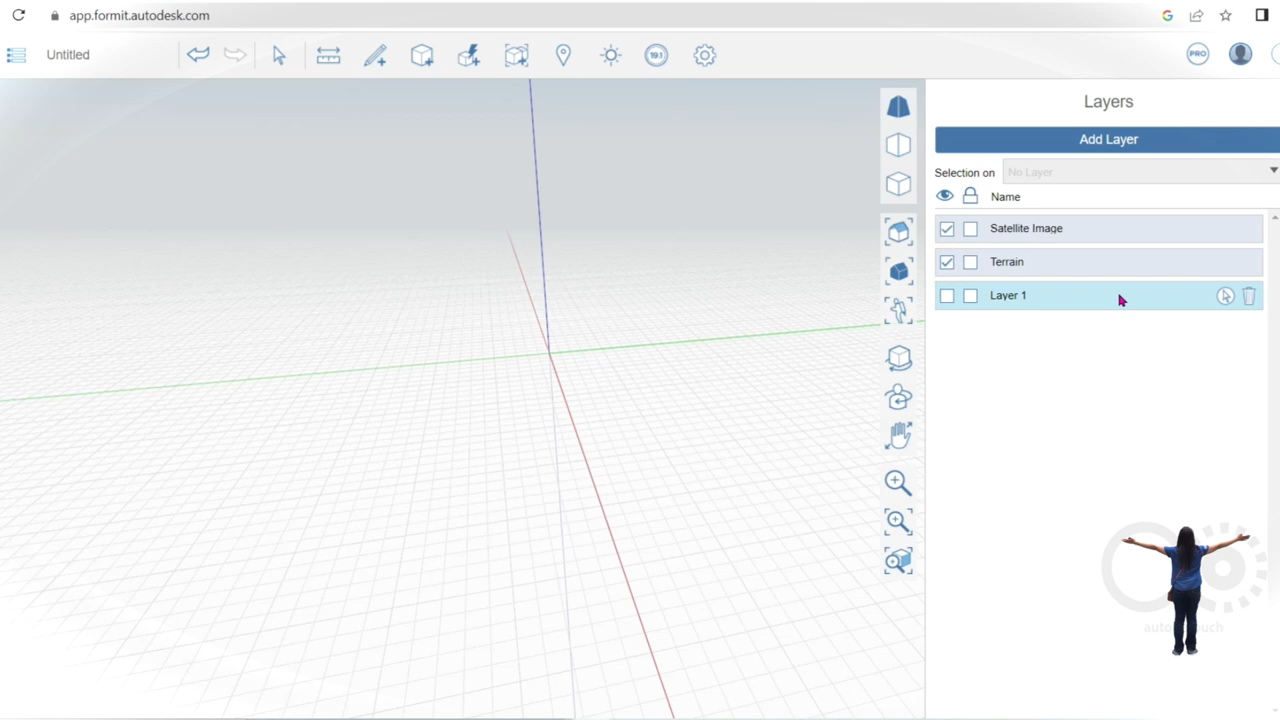 app.formit.autodesk.com
Untitled
191
PRO
Layers
Add Layer
Selection on No Layer
Name
Satellite Image
Terrain
Layer 1